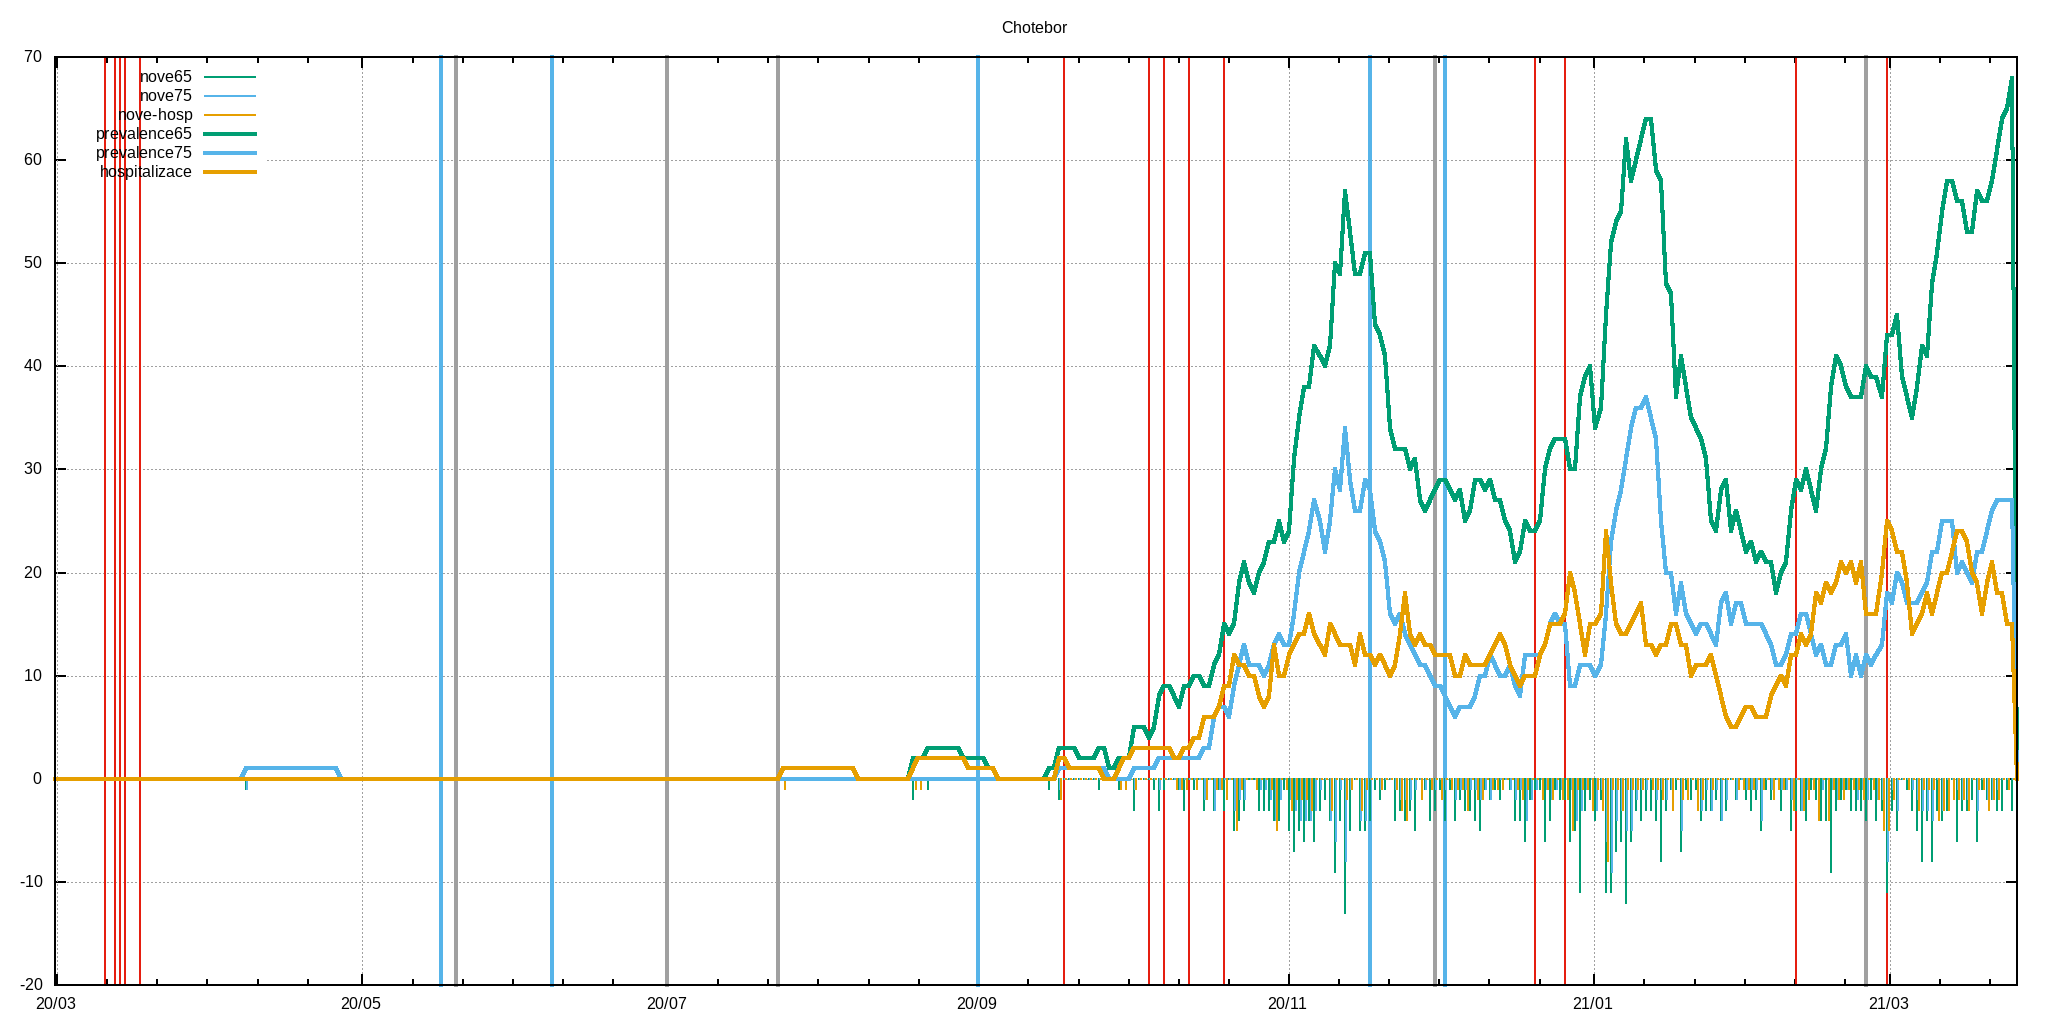 Chotebor
70
60
50
40
30
20
10
0
-10
-20
nove65
nove75
nove-hosp
prevalence65
prevalence75
hospitalizace
20/03 20/05 20/07 20/09 20/11 21/01 21/03